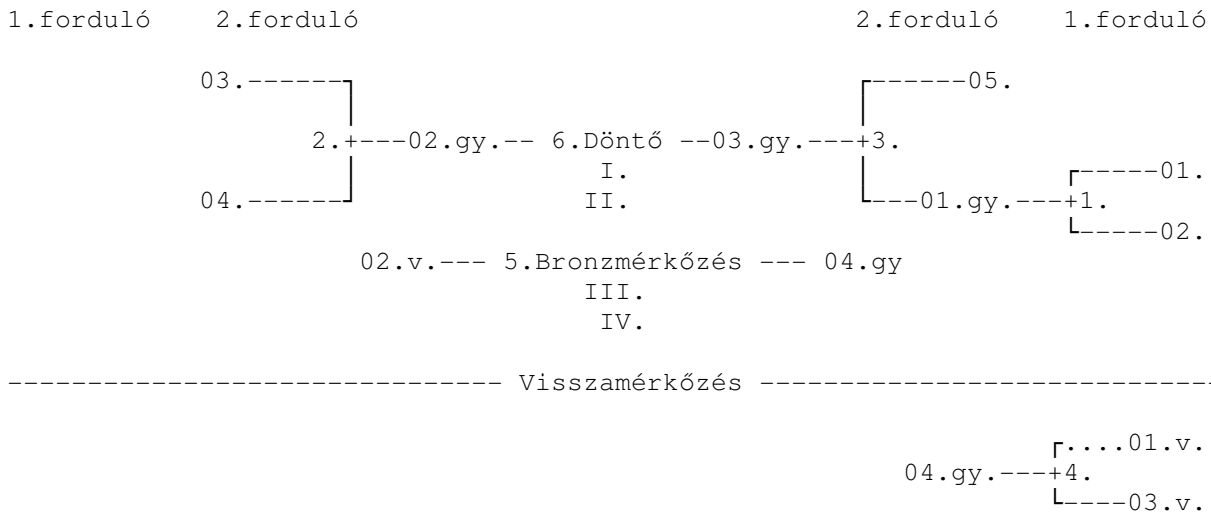 1.forduló 2.forduló 2.forduló 1.forduló
03.------┐ ┌------05.
2.+---02.gy.-- 6.Döntő --03.gy.---+3.
I. ┌-----01.
04.------┘ II. └---01.gy.---+1.
└-----02.
02.v.--- 5.Bronzmérkőzés --- 04.gy
III.
IV.
------------------------------- Visszamérkőzés -----------------------------
┌....01.v.
04.gy.---+4.
└----03.v.